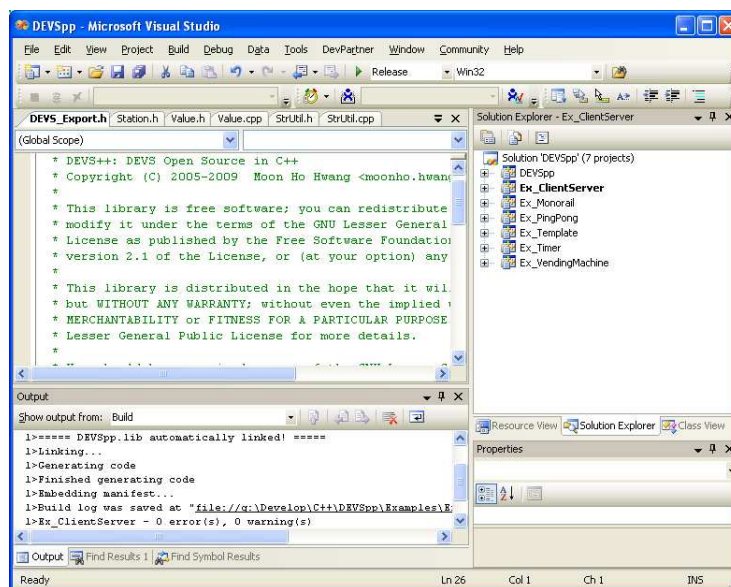 DEVSpp - Microsoft Visual Studio
File Edit View Project Build Debug Data Tools DevPartner Window Community Help
Release Win32
DEVS_Export.h Station.h Value.h Value.cpp StrUtil.h StrUtil.cpp
(Global Scope)
* DEVS++: DEVS Open Source in C++
* Copyright (C) 2005-2009 Moon Ho Hwang <moonho.hwang
*
* This library is free software; you can redistribute
* modify it under the terms of the GNU Lesser General
* License as published by the Free Software Foundation
* version 2.1 of the License, or (at your option) any
*
* This library is distributed in the hope that it wil
* but WITHOUT ANY WARRANTY; without even the implied
* MERCHANTABILITY or FITNESS FOR A PARTICULAR PURPOSE
* Lesser General Public License for more details.
*
Solution Explorer - Ex_ClientServer
Solution 'DEVSpp' (7 projects)
DEVSpp
Ex_ClientServer
Ex_Monorail
Ex_PingPong
Ex_Template
Ex_Timer
Ex_VendingMachine
Resource View Solution Explorer Class View
Properties
Output
Show output from: Build
1>===== DEVSpp.lib automatically linked! =====
1>Linking...
1>Generating code
1>Finished generating code
1>Embedding manifest...
1>Build log was saved at "file://g:\Develop\C++\DEVSpp\Examples\E
1>Ex_ClientServer - 0 error(s), 0 warning(s)
Output Find Results 1 Find Symbol Results
Ready Ln 26 Col 1 Ch 1 INS